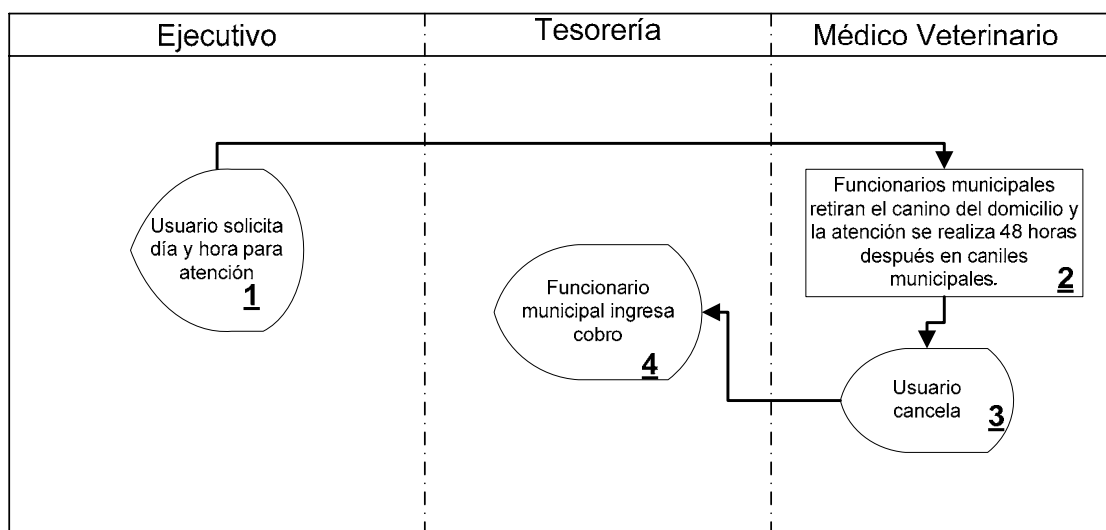 Ejecutivo
Tesorería
Médico Veterinario
Usuario solicita
día y hora para
atención
1
Funcionarios municipales
retiran el canino del domicilio y
la atención se realiza 48 horas
después en caniles
municipales.
2
Usuario
cancela
3
Funcionario
municipal ingresa
cobro
4